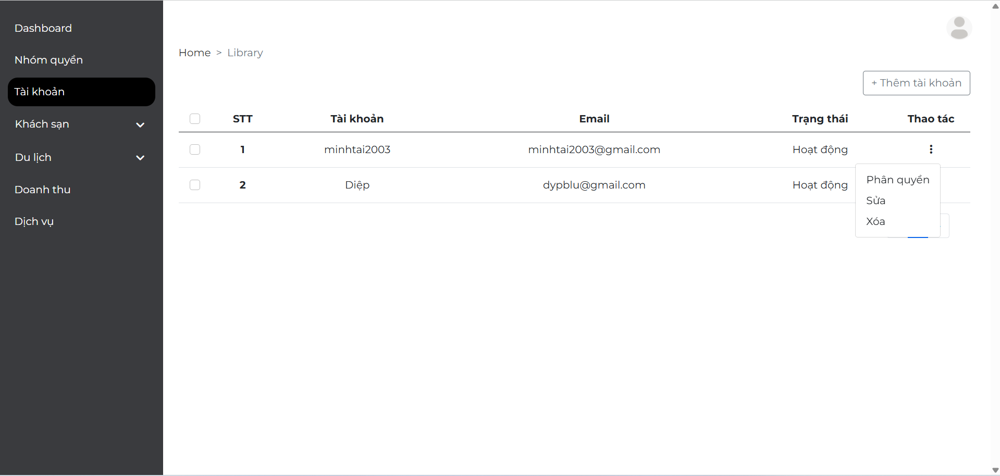 Dashboard
Nhóm quyền
Tài khoản
Khách sạn
Du lịch
Doanh thu
Dịch vụ
Home > Library
+ Thêm tài khoản
STT Tài khoản Email Trạng thái Thao tác
1 minhtai2003 minhtai2003@gmail.com Hoạt động
2 Diệp dypblu@gmail.com Hoạt động
Phân quyền
Sửa
Xóa